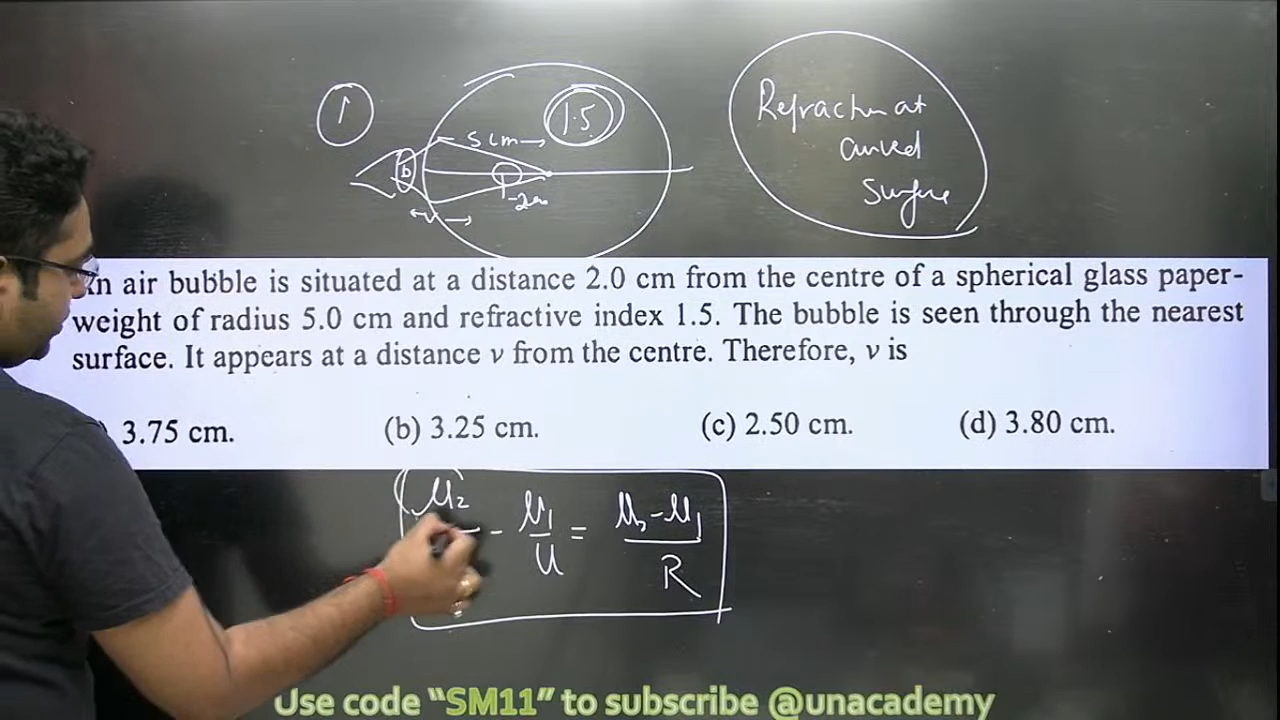 1
1.5
5 cm
b
2cm
Refraction at
curved
surface
n air bubble is situated at a distance 2.0 cm from the centre of a spherical glass paper-
weight of radius 5.0 cm and refractive index 1.5. The bubble is seen through the nearest
surface. It appears at a distance v from the centre. Therefore, v is
) 3.75 cm. (b) 3.25 cm. (c) 2.50 cm. (d) 3.80 cm.
μ2 - μ1/u = μ2-μ1/R
Use code "SM11" to subscribe @unacademy